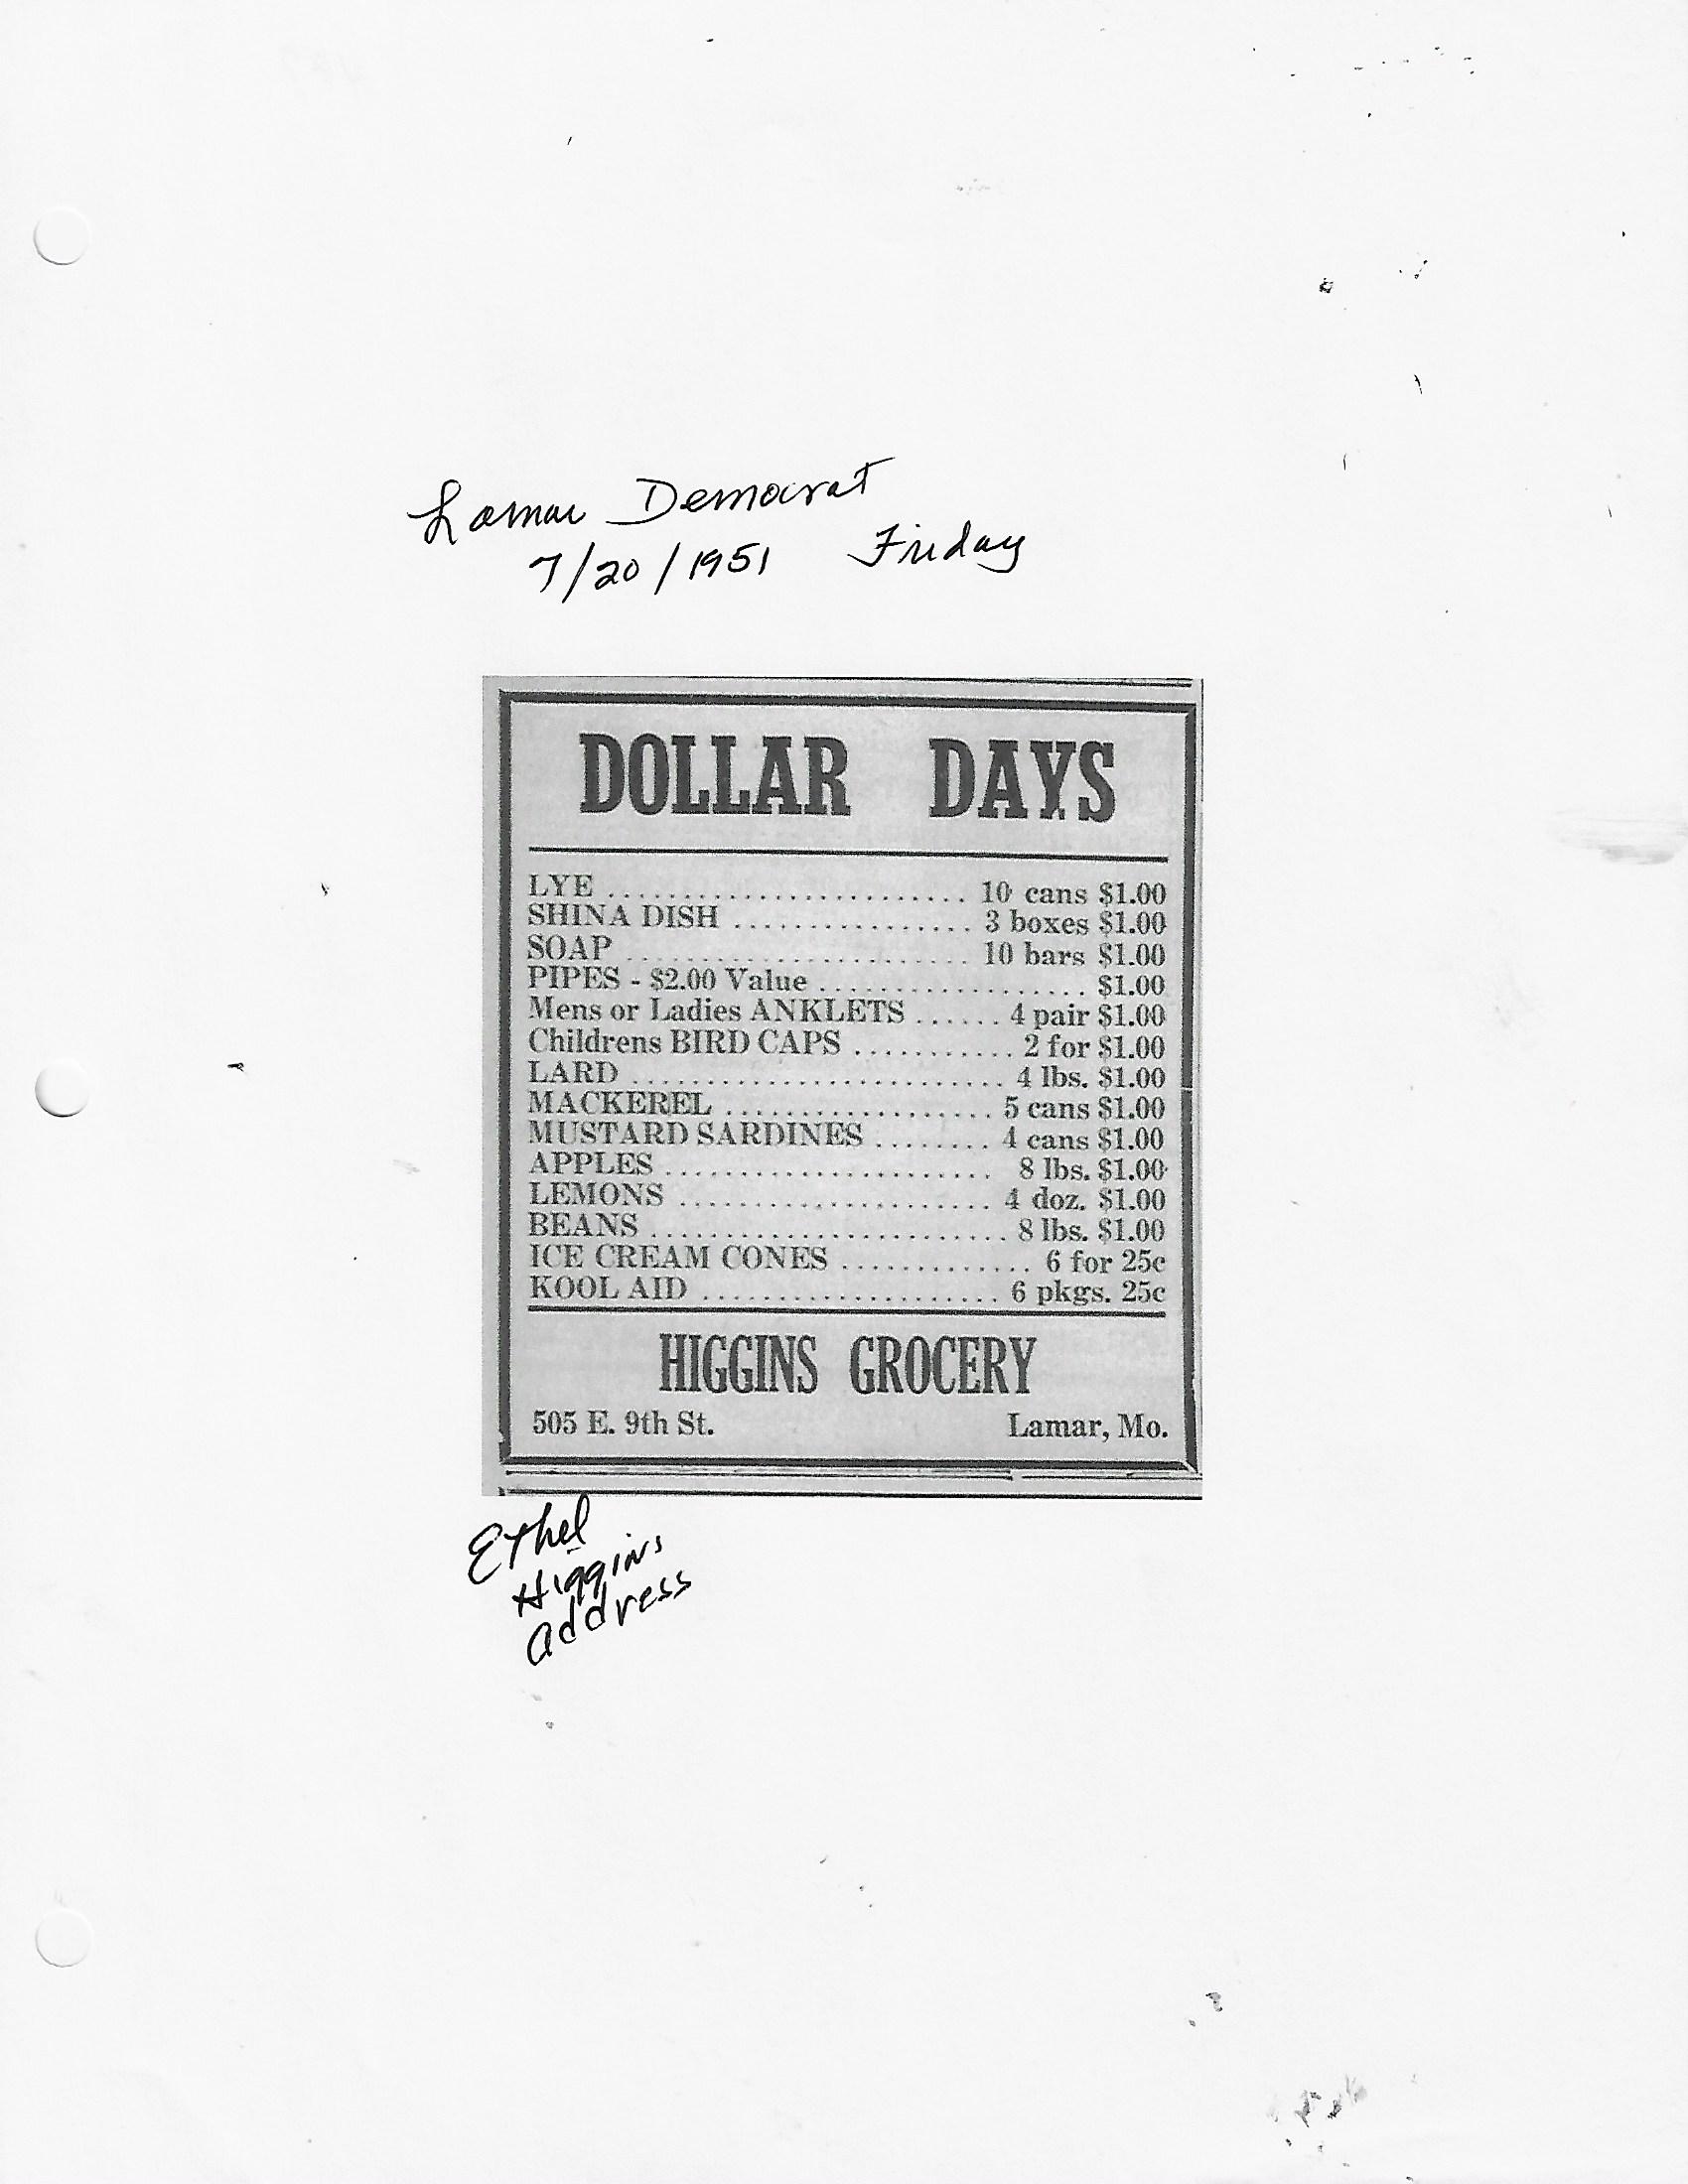 Lamar Democrat
7/20/1951 Friday
DOLLAR DAYS
LYE ........................ 10 cans $1.00
SHINA DISH ................ 3 boxes $1.00
SOAP ....................... 10 bars $1.00
PIPES - $2.00 Value .................. $1.00
Mens or Ladies ANKLETS ...... 4 pair $1.00
Childrens BIRD CAPS ........... 2 for $1.00
LARD ......................... 4 lbs. $1.00
MACKEREL .................. 5 cans $1.00
MUSTARD SARDINES ........ 4 cans $1.00
APPLES ...................... 8 lbs. $1.00
LEMONS ..................... 4 doz. $1.00
BEANS ........................ 8 lbs. $1.00
ICE CREAM CONES ............. 6 for 25c
KOOL AID .................... 6 pkgs. 25c
HIGGINS GROCERY
505 E. 9th St. Lamar, Mo.
Ethel
Higgins
address